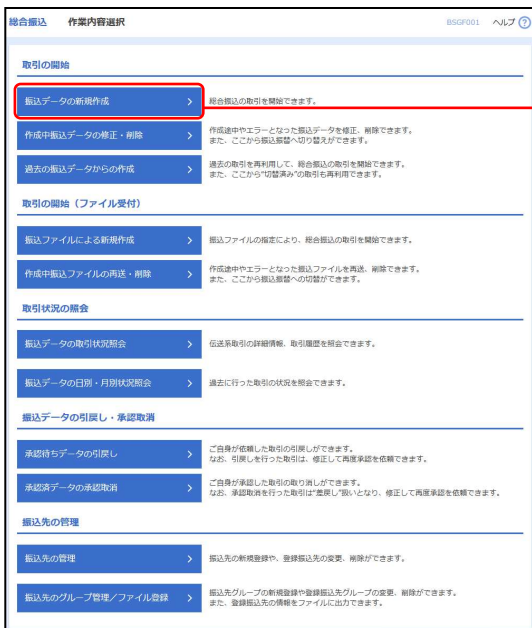 総合振込 作業内容選択 BSGF001 ヘルプ ?
取引の開始
振込データの新規作成 > 総合振込の取引を開始できます。
作成中振込データの修正・削除 > 作成途中やエラーとなった振込データを修正、削除できます。
また、ここから振込振替へ切り替えができます。
過去の振込データからの作成 > 過去の取引を再利用して、総合振込の取引を開始できます。
また、ここから"切替済み"の取引も再利用できます。
取引の開始（ファイル受付）
振込ファイルによる新規作成 > 振込ファイルの指定により、総合振込の取引を開始できます。
作成中振込ファイルの再送・削除 > 作成途中やエラーとなった振込ファイルを再送、削除できます。
また、ここから振込振替への切替ができます。
取引状況の照会
振込データの取引状況照会 > 伝送系取引の詳細情報、取引履歴を照会できます。
振込データの日別・月別状況照会 > 過去に行った取引の状況を照会できます。
振込データの引戻し・承認取消
承認待ちデータの引戻し > ご自身が依頼した取引の引戻しができます。
なお、引戻しを行った取引は、修正して再度承認を依頼できます。
承認済データの承認取消 > ご自身が承認した取引の取り消しができます。
なお、承認取消を行った取引は"差戻し"扱いとなり、修正して再度承認を依頼できます。
振込先の管理
振込先の管理 > 振込先の新規登録や、登録振込先の変更、削除ができます。
振込先のグループ管理／ファイル登録 > 振込先グループの新規登録や登録振込先グループの変更、削除ができます。
また、登録振込先の情報をファイルに出力できます。